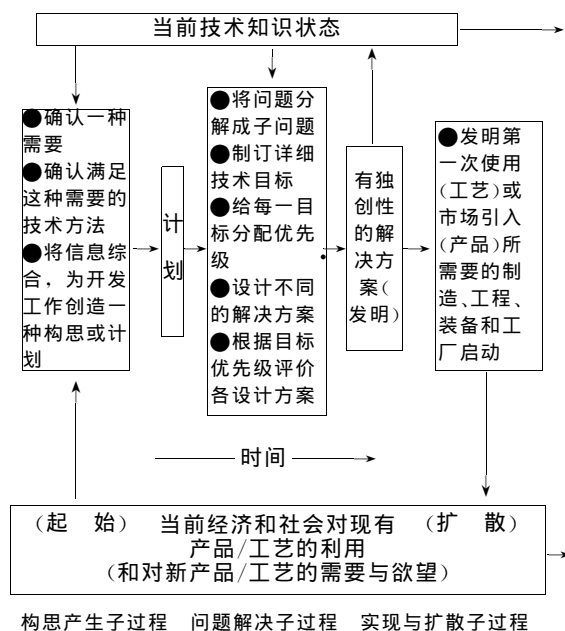 当前技术知识状态
●确认一种
需要
●确认满足
这种需要的
技术方法
●将信息综
合，为开发
工作创造一
种构思或计
划
计
划
●将问题分
解成子问题
●制订详细
技术目标
●给每一目
标分配优先
级
●设计不同
的解决方案
●根据目标
优先级评价
各设计方案
有独
创性
的解
决方
案(
发明)
●发明第
一次使用
(工艺)或
市场引入
(产品)所
需要的制
造、工程、
装备和工
厂启动
时间
(起 始) 当前经济和社会对现有 (扩 散)
产品/工艺的利用
(和对新产品/工艺的需要与欲望)
构思产生子过程 问题解决子过程 实现与扩散子过程